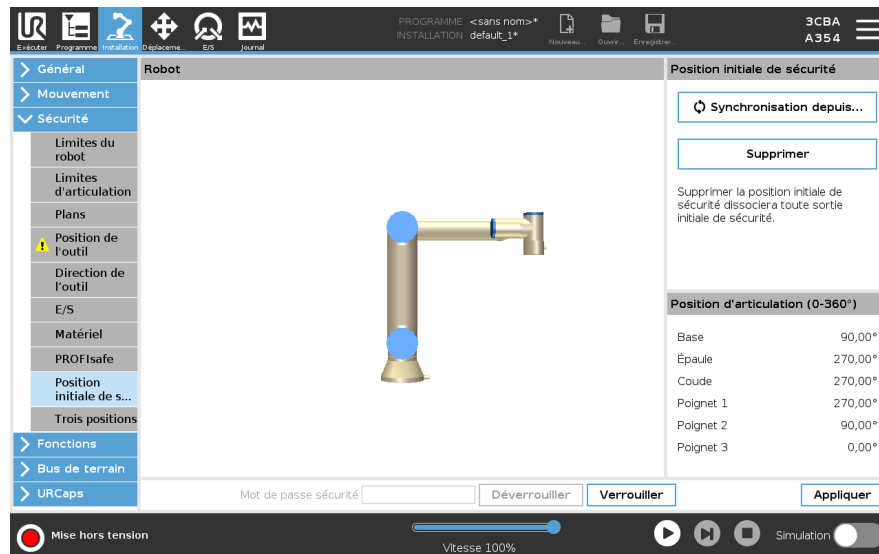 Exécuter
Programme
Installation
Déplaceme...
E/S
Journal
PROGRAMME <sans nom>*
INSTALLATION default_1*
Nouveau...
Ouvrir...
Enregistrer...
3CBA
A354
Général
Mouvement
Sécurité
Limites du
robot
Limites
d'articulation
Plans
Position de
l'outil
Direction de
l'outil
E/S
Matériel
PROFIsafe
Position
initiale de s...
Trois positions
Fonctions
Bus de terrain
URCaps
Robot
Position initiale de sécurité
Synchronisation depuis...
Supprimer
Supprimer la position initiale de
sécurité dissociera toute sortie
initiale de sécurité.
Position d'articulation (0-360°)
Base 90,00°
Épaule 270,00°
Coude 270,00°
Poignet 1 270,00°
Poignet 2 90,00°
Poignet 3 0,00°
Mot de passe sécurité
Déverrouiller
Verrouiller
Appliquer
Mise hors tension
Vitesse 100%
Simulation